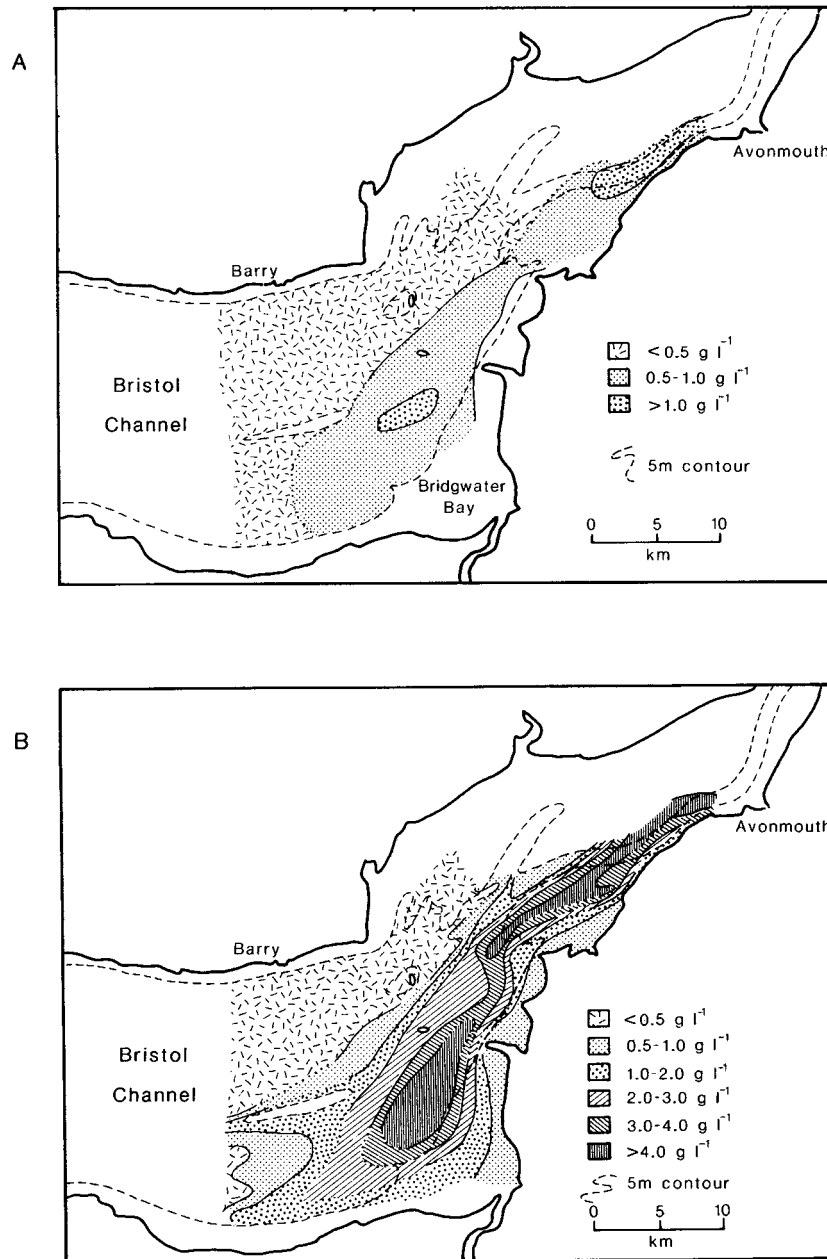 A
Avonmouth
Barry
Bristol
Channel
<0.5 g l⁻¹
0.5-1.0 g l⁻¹
>1.0 g l⁻¹
5m contour
Bridgwater
Bay
0 5 10
km
B
Avonmouth
Barry
Bristol
Channel
<0.5 g l⁻¹
0.5-1.0 g l⁻¹
1.0-2.0 g l⁻¹
2.0-3.0 g l⁻¹
3.0-4.0 g l⁻¹
>4.0 g l⁻¹
5m contour
0 5 10
km